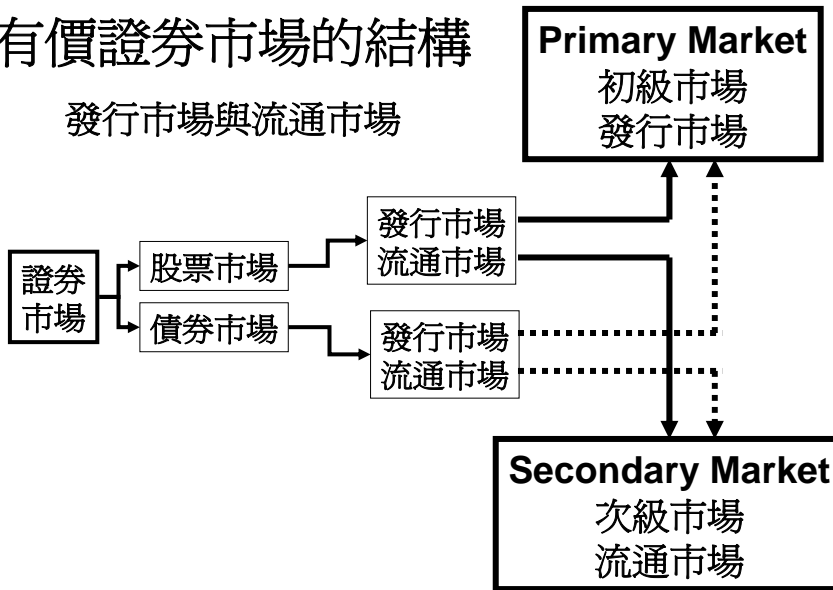 有價證券市場的結構
發行市場與流通市場
Primary Market
初級市場
發行市場
證券
市場
股票市場
債券市場
發行市場
流通市場
發行市場
流通市場
Secondary Market
次級市場
流通市場